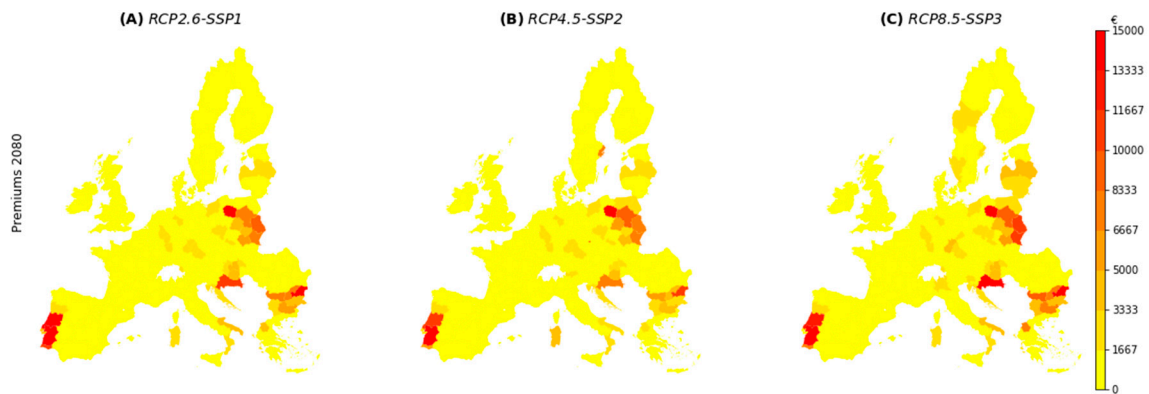 (A) RCP2.6-SSP1
(B) RCP4.5-SSP2
(C) RCP8.5-SSP3
€
15000
13333
11667
10000
8333
6667
5000
3333
1667
0
Premiums 2080